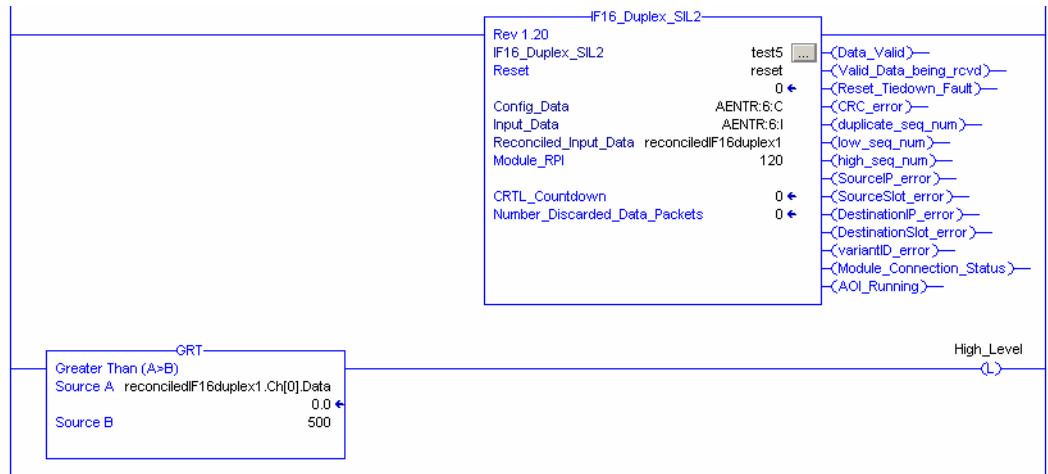 IF16_Duplex_SIL2
Rev 1.20
IF16_Duplex_SIL2 test5 ...
Reset reset
0
Config_Data AENTR:6:C
Input_Data AENTR:6:I
Reconciled_Input_Data reconciledIF16duplex1
Module_RPI 120
CRTL_Countdown 0
Number_Discarded_Data_Packets 0
(Data_Valid)
(Valid_Data_being_rcvd)
(Reset_Tiedown_Fault)
(CRC_error)
(duplicate_seq_num)
(low_seq_num)
(high_seq_num)
(SourceIP_error)
(SourceSlot_error)
(DestinationIP_error)
(DestinationSlot_error)
(variantID_error)
(Module_Connection_Status)
(AOI_Running)
GRT
Greater Than (A>B)
Source A reconciledIF16duplex1.Ch[0].Data
0.0
Source B 500
High_Level
(L)